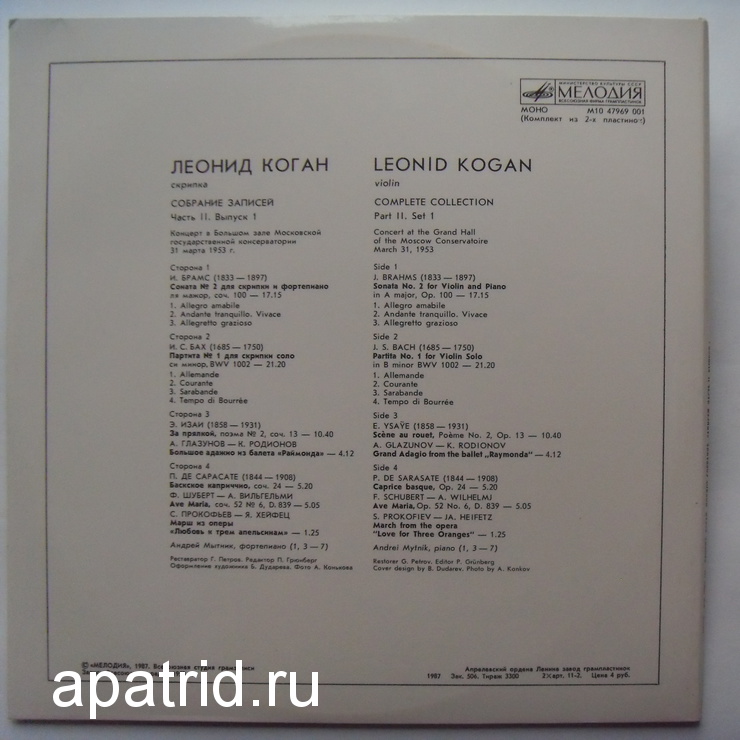 МИНИСТЕРСТВО КУЛЬТУРЫ СССР
МЕЛОДИЯ
ВСЕСОЮЗНАЯ ФИРМА ГРАМПЛАСТИНОК
МОНО М10 47969 001
(Комплект из 2-х пластинок)
ЛЕОНИД КОГАН
скрипка
СОБРАНИЕ ЗАПИСЕЙ
Часть II. Выпуск 1
Концерт в Большом зале Московской
государственной консерватории
31 марта 1953 г.
Сторона 1
И. БРАМС (1833 — 1897)
Соната № 2 для скрипки и фортепиано
ля мажор, соч. 100 — 17.15
1. Allegro amabile
2. Andante tranquillo. Vivace
3. Allegretto grazioso
Сторона 2
И. С. БАХ (1685 — 1750)
Партита № 1 для скрипки соло
си минор, BWV 1002 — 21.20
1. Allemande
2. Courante
3. Sarabande
4. Tempo di Bourrée
Сторона 3
Э. ИЗАИ (1858 — 1931)
За прялкой, поэма № 2, соч. 13 — 10.40
А. ГЛАЗУНОВ — К. РОДИОНОВ
Большое адажио из балета «Раймонда» — 4.12
Сторона 4
П. ДЕ САРАСАТЕ (1844 — 1908)
Баскское каприччио, соч. 24 — 5.20
Ф. ШУБЕРТ — А. ВИЛЬГЕЛЬМИ
Ave Maria, соч. 52 № 6, D. 839 — 5.05
С. ПРОКОФЬЕВ — Я. ХЕЙФЕЦ
Марш из оперы
«Любовь к трем апельсинам» — 1.25
Андрей Мытник, фортепиано (1, 3 — 7)
Реставратор Г. Петров. Редактор П. Грюнберг
Оформление художника Б. Дударева. Фото А. Конькова
LEONID KOGAN
violin
COMPLETE COLLECTION
Part II. Set 1
Concert at the Grand Hall
of the Moscow Conservatoire
March 31, 1953
Side 1
J. BRAHMS (1833 — 1897)
Sonata No. 2 for Violin and Piano
in A major, Op. 100 — 17.15
1. Allegro amabile
2. Andante tranquillo. Vivace
3. Allegretto grazioso
Side 2
J. S. BACH (1685 — 1750)
Partita No. 1 for Violin Solo
in B minor BWV 1002 — 21.20
1. Allemande
2. Courante
3. Sarabande
4. Tempo di Bourrée
Side 3
E. YSAŸE (1858 — 1931)
Scène au rouet, Poème No. 2, Op. 13 — 10.40
A. GLAZUNOV — K. RODIONOV
Grand Adagio from the ballet „Raymonda" — 4.12
Side 4
P. DE SARASATE (1844 — 1908)
Caprice basque, Op. 24 — 5.20
F. SCHUBERT — A. WILHELMJ
Ave Maria, Op. 52 No. 6, D. 839 — 5.05
S. PROKOFIEV — JA. HEIFETZ
March from the opera
"Love for Three Oranges" — 1.25
Andrei Mytnik, piano (1, 3 — 7)
Restorer G. Petrov. Editor P. Grünberg
Cover design by B. Dudarev. Photo by A. Konkov
© «МЕЛОДИЯ», 1987. Всесоюзная студия грамзаписи
Апрелевский ордена Ленина завод грампластинок
1987 Зак. 506. Тираж 3300 Цена 4 руб.
apatrid.ru